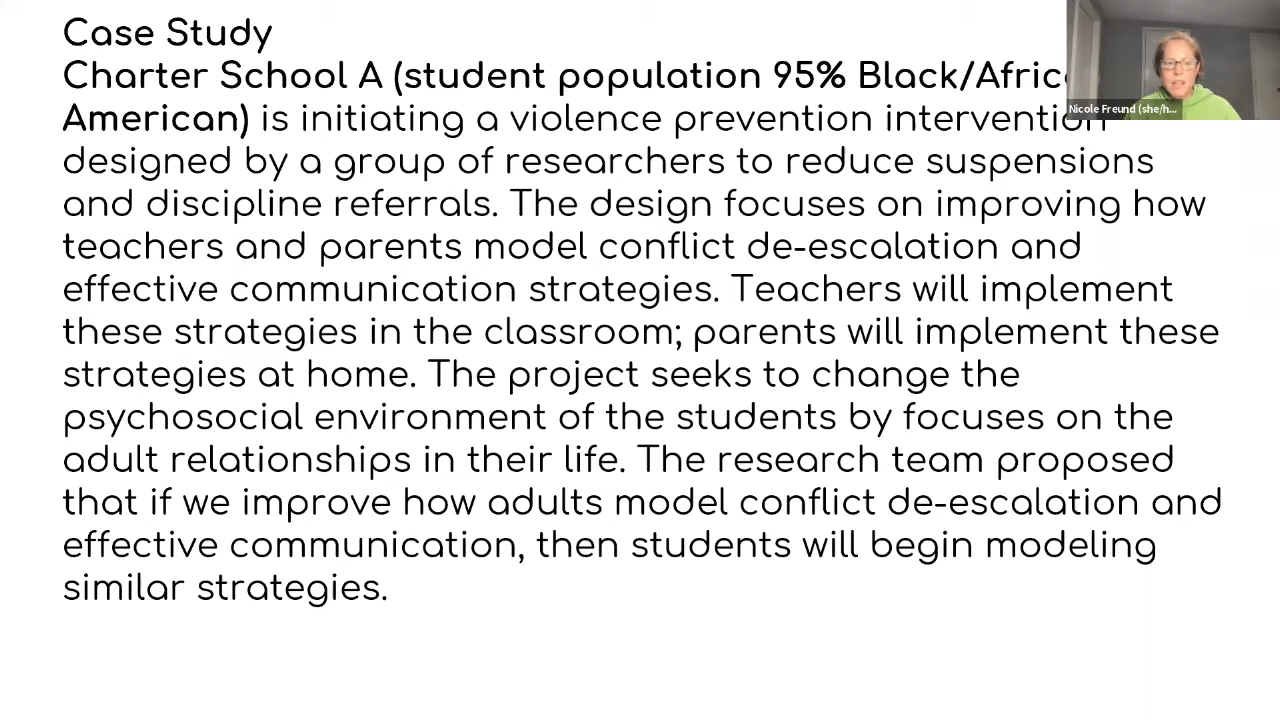 Case Study
Charter School A (student population 95% Black/Afric
American) is initiating a violence prevention intervention
designed by a group of researchers to reduce suspensions
and discipline referrals. The design focuses on improving how
teachers and parents model conflict de-escalation and
effective communication strategies. Teachers will implement
these strategies in the classroom; parents will implement these
strategies at home. The project seeks to change the
psychosocial environment of the students by focuses on the
adult relationships in their life. The research team proposed
that if we improve how adults model conflict de-escalation and
effective communication, then students will begin modeling
similar strategies.
Nicole Freund (she/h...